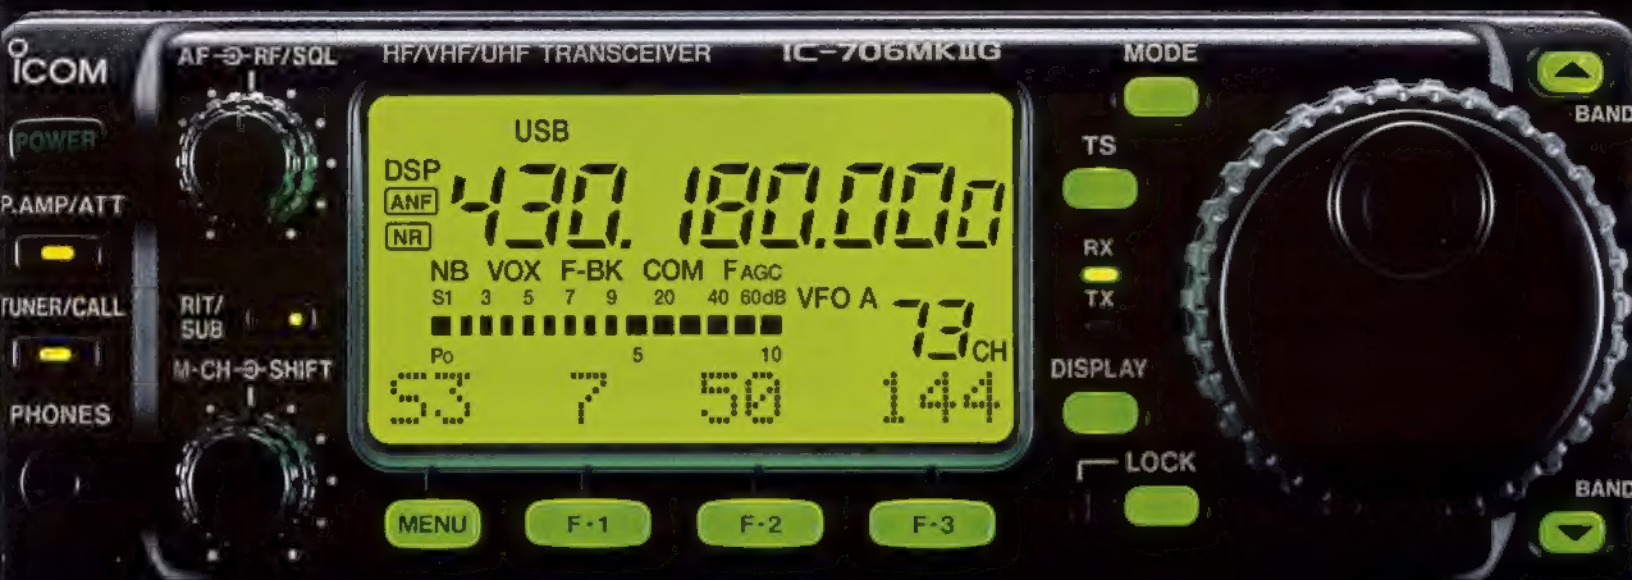 ICOM
AF RF/SQL
HF/VHF/UHF TRANSCEIVER
IC-706MKIIG
MODE
BAND
POWER
USB
TS
DSP
ANF
NR
430.180.000
P.AMP/ATT
NB VOX F-BK COM FAGC
RX
S1 3 5 7 9 20 40 60dB
VFO A
73CH
TX
TUNER/CALL
RIT/
SUB
Po 5 10
M-CH SHIFT
DISPLAY
S3 7 50 144
PHONES
LOCK
BAND
MENU
F-1
F-2
F-3